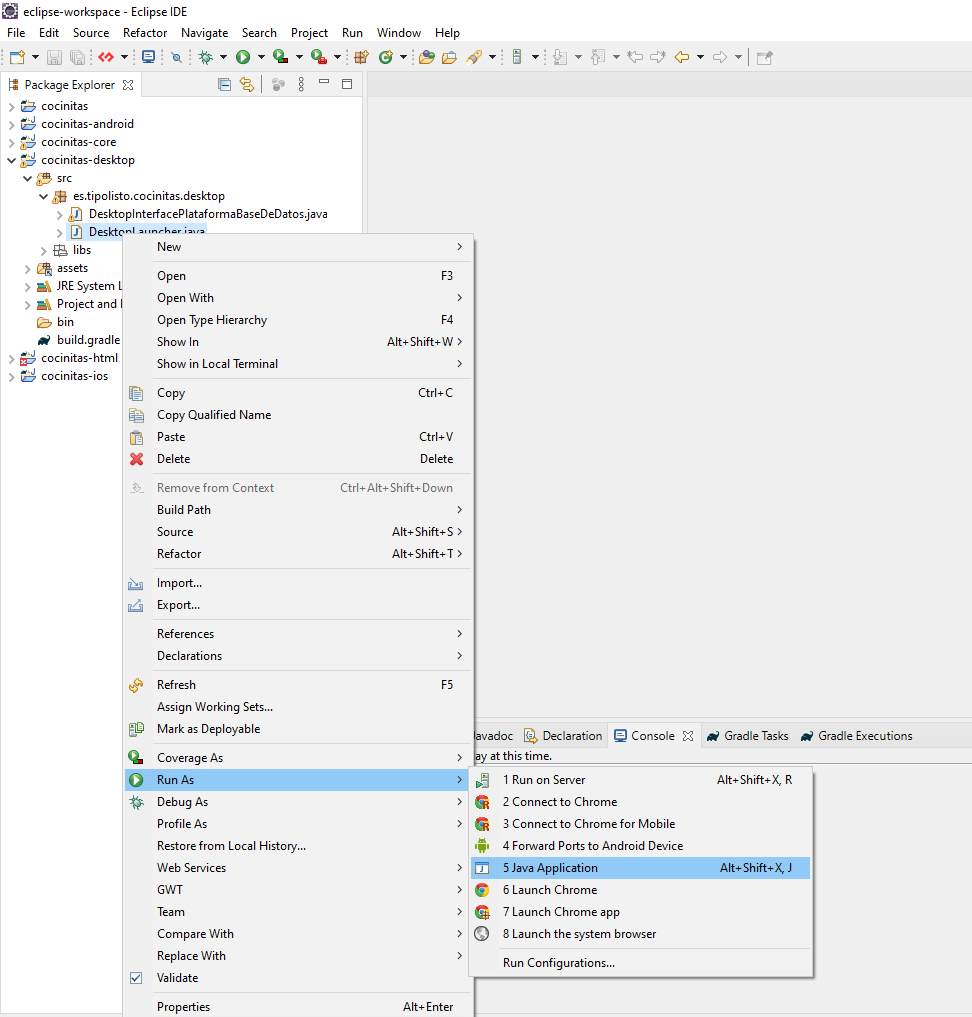 eclipse-workspace - Eclipse IDE
File Edit Source Refactor Navigate Search Project Run Window Help
Package Explorer
cocinitas
cocinitas-android
cocinitas-core
cocinitas-desktop
src
es.tipolisto.cocinitas.desktop
DesktopInterfacePlataformaBaseDeDatos.java
DesktopLauncher.java
libs
assets
JRE System L
Project and
bin
build.gradle
cocinitas-html
cocinitas-ios
New
Open F3
Open With
Open Type Hierarchy F4
Show In Alt+Shift+W
Show in Local Terminal
Copy Ctrl+C
Copy Qualified Name
Paste Ctrl+V
Delete Delete
Remove from Context Ctrl+Alt+Shift+Down
Build Path
Source Alt+Shift+S
Refactor Alt+Shift+T
Import...
Export...
References
Declarations
Refresh F5
Assign Working Sets...
Mark as Deployable
Coverage As
Run As
Debug As
Profile As
Restore from Local History...
Web Services
GWT
Team
Compare With
Replace With
Validate
Properties Alt+Enter
Javadoc Declaration Console Gradle Tasks Gradle Executions
ay at this time.
1 Run on Server Alt+Shift+X, R
2 Connect to Chrome
3 Connect to Chrome for Mobile
4 Forward Ports to Android Device
5 Java Application Alt+Shift+X, J
6 Launch Chrome
7 Launch Chrome app
8 Launch the system browser
Run Configurations...